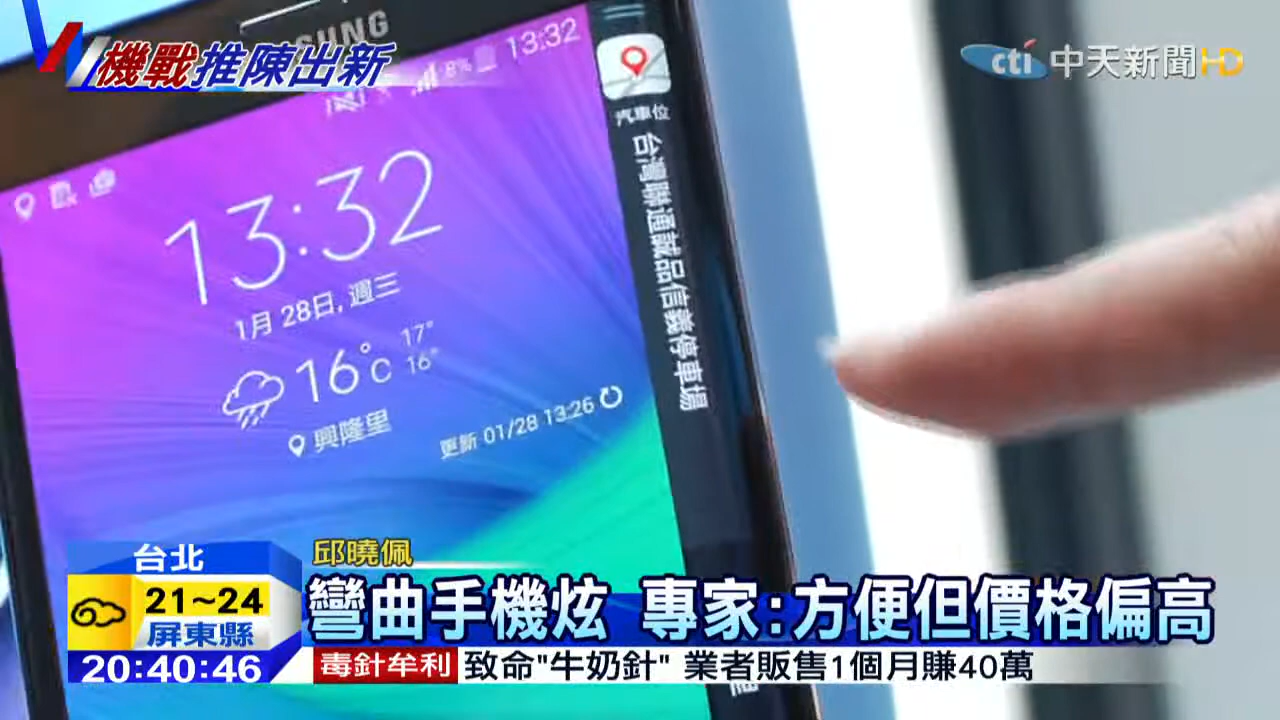 機戰推陳出新
cti 中天新聞HD
SUNG
13:32
8%
汽車位
台灣聯通誠品信義停車場
13:32
1月 28日, 週三
16°C
17°
16°
興隆里
更新 01/28 13:26
台北
邱曉佩
21~24
屏東縣
彎曲手機炫 專家:方便但價格偏高
20:40:46
毒針牟利 致命"牛奶針" 業者販售1個月賺40萬